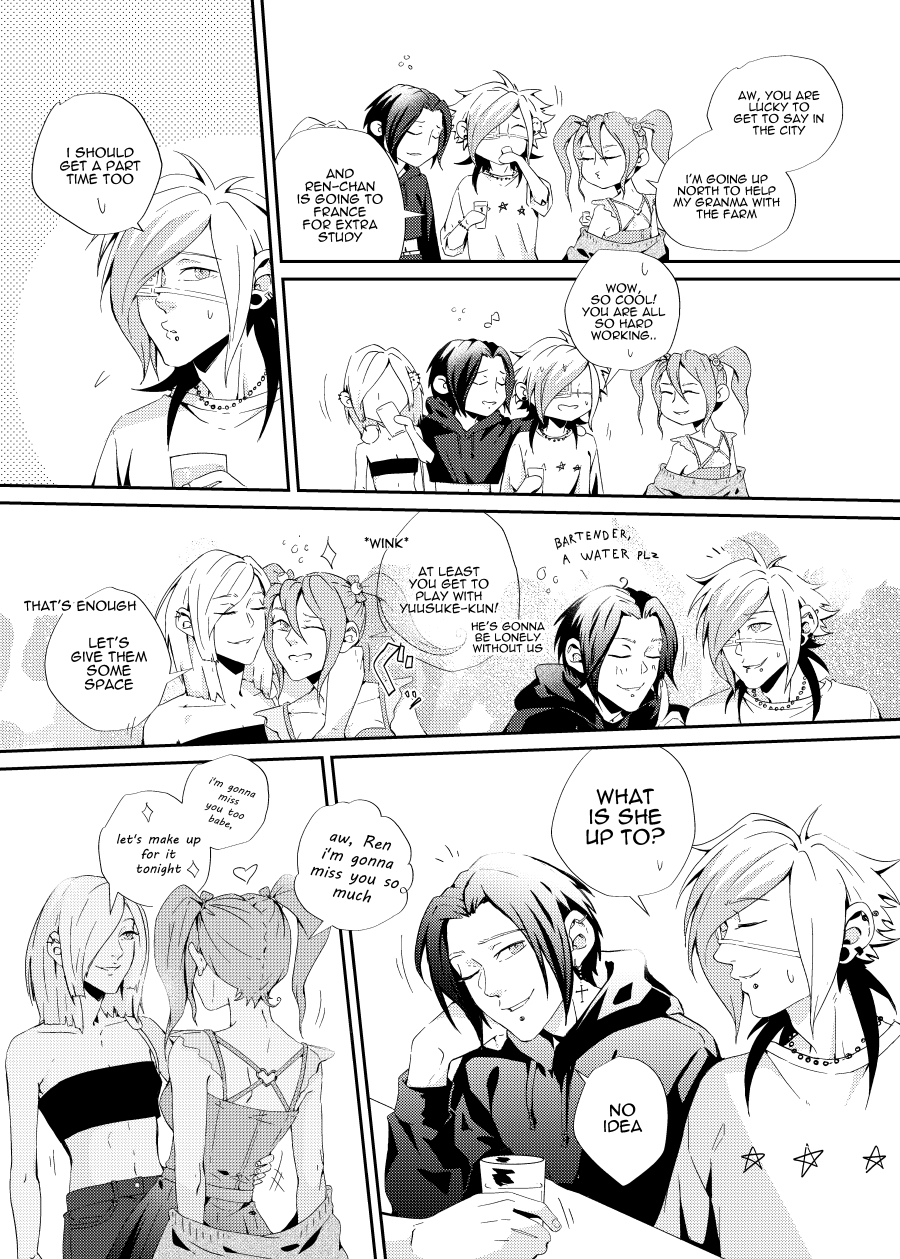 I SHOULD
GET A PART
TIME TOO
AW, YOU ARE
LUCKY TO
GET TO SAY IN
THE CITY
I'M GOING UP
NORTH TO HELP
MY GRANMA WITH
THE FARM
AND
REN-CHAN
IS GOING TO
FRANCE
FOR EXTRA
STUDY
WOW,
SO COOL!
YOU ARE ALL
SO HARD
WORKING..
THAT'S ENOUGH
LET'S
GIVE THEM
SOME
SPACE
*WINK*
AT LEAST
YOU GET TO
PLAY WITH
YUUSUKE-KUN!
HE'S GONNA
BE LONELY
WITHOUT US
BARTENDER,
A WATER PLZ
aw, Ren
i'm gonna
miss you so
much
i'm gonna
miss
you too
babe,
let's make up
for it
tonight
WHAT
IS SHE
UP TO?
NO
IDEA